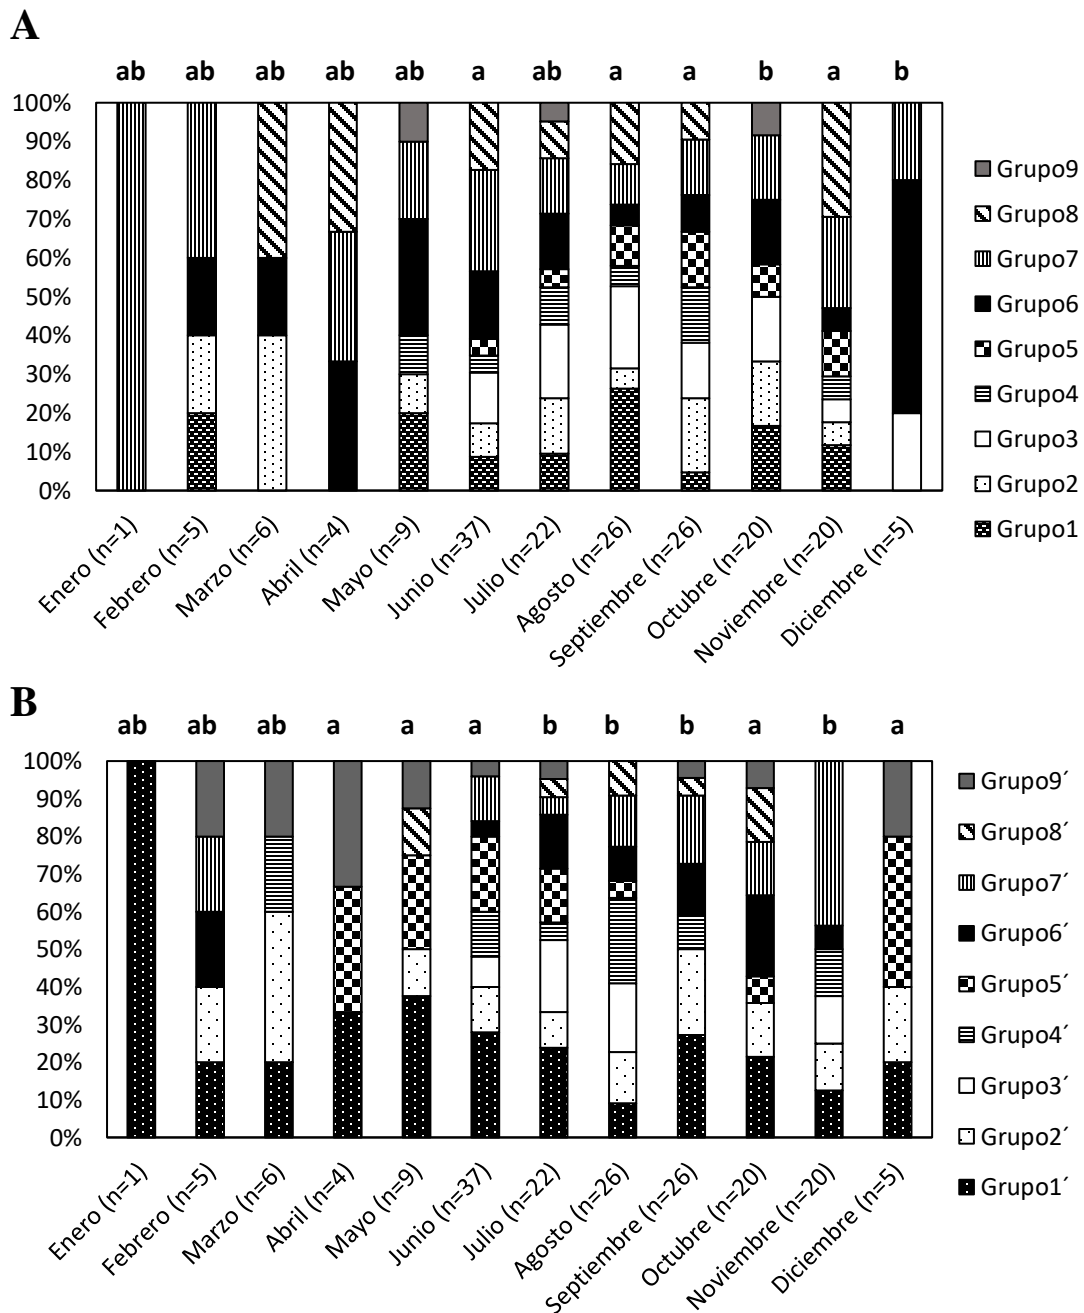 A
ab ab ab ab ab a ab a a b a b
100%
90%
80%
70%
60%
50%
40%
30%
20%
10%
0%
Grupo9
Grupo8
Grupo7
Grupo6
Grupo5
Grupo4
Grupo3
Grupo2
Grupo1
Enero (n=1)
Febrero (n=5)
Marzo (n=6)
Abril (n=4)
Mayo (n=9)
Junio (n=37)
Julio (n=22)
Agosto (n=26)
Septiembre (n=26)
Octubre (n=20)
Noviembre (n=20)
Diciembre (n=5)
B
ab ab ab a a a b b b a b a
100%
90%
80%
70%
60%
50%
40%
30%
20%
10%
0%
Grupo9´
Grupo8´
Grupo7´
Grupo6´
Grupo5´
Grupo4´
Grupo3´
Grupo2´
Grupo1´
Enero (n=1)
Febrero (n=5)
Marzo (n=6)
Abril (n=4)
Mayo (n=9)
Junio (n=37)
Julio (n=22)
Agosto (n=26)
Septiembre (n=26)
Octubre (n=20)
Noviembre (n=20)
Diciembre (n=5)